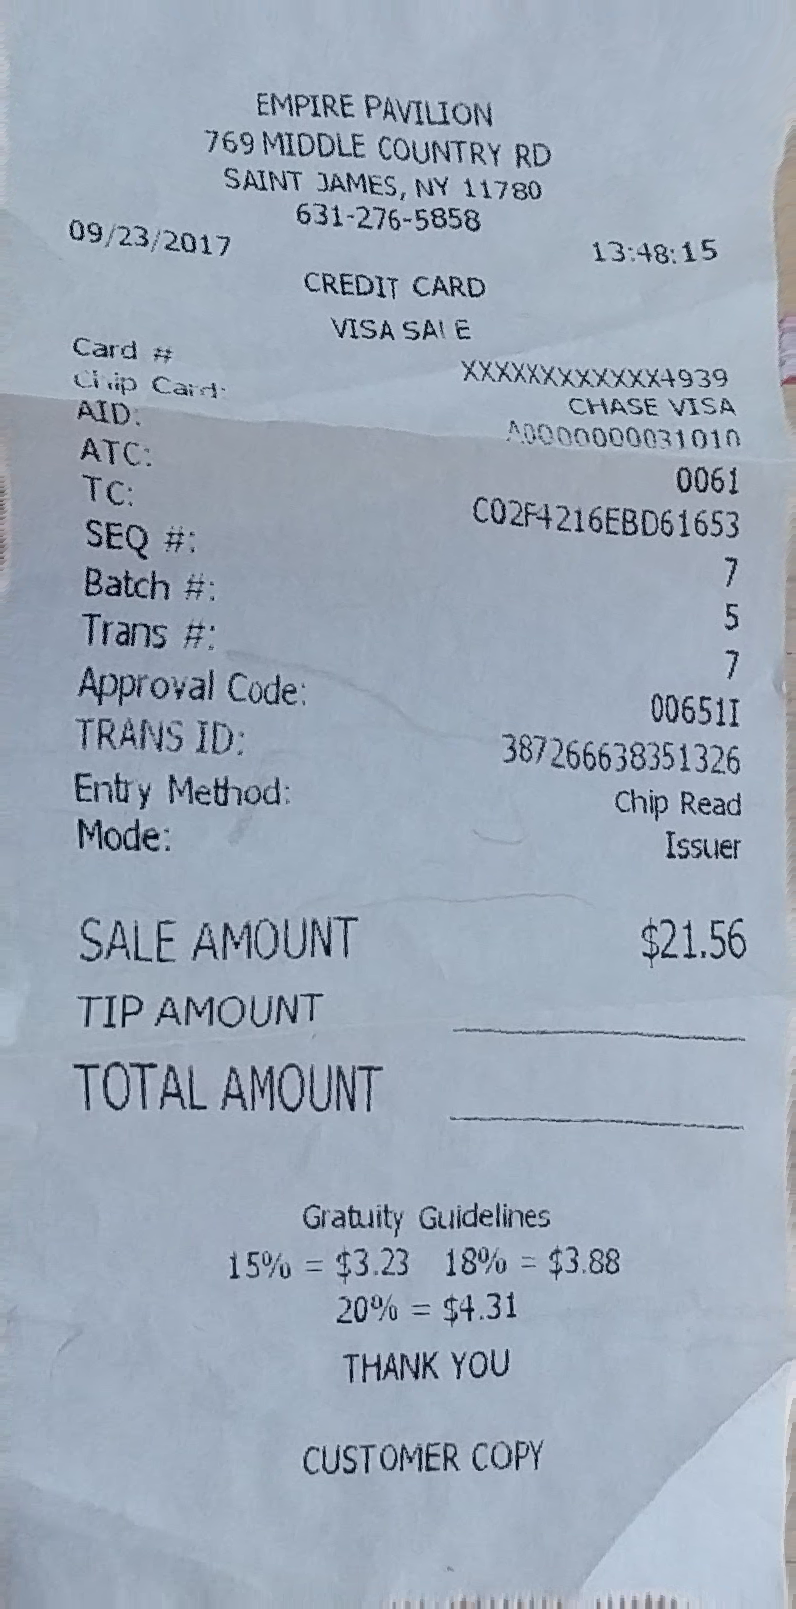 EMPIRE PAVILION
769 MIDDLE COUNTRY RD
SAINT JAMES, NY 11780
631-276-5858
09/23/2017 13:48:15
CREDIT CARD
VISA SALE
Card # XXXXXXXXXXXX4939
Chip Card: CHASE VISA
AID: A0000000031010
ATC: 0061
TC: C02F4216EBD61653
SEQ #: 7
Batch #: 5
Trans #: 7
Approval Code: 00651I
TRANS ID: 387266638351326
Entry Method: Chip Read
Mode: Issuer
SALE AMOUNT $21.56
TIP AMOUNT
TOTAL AMOUNT
Gratuity Guidelines
15% = $3.23 18% = $3.88
20% = $4.31
THANK YOU
CUSTOMER COPY